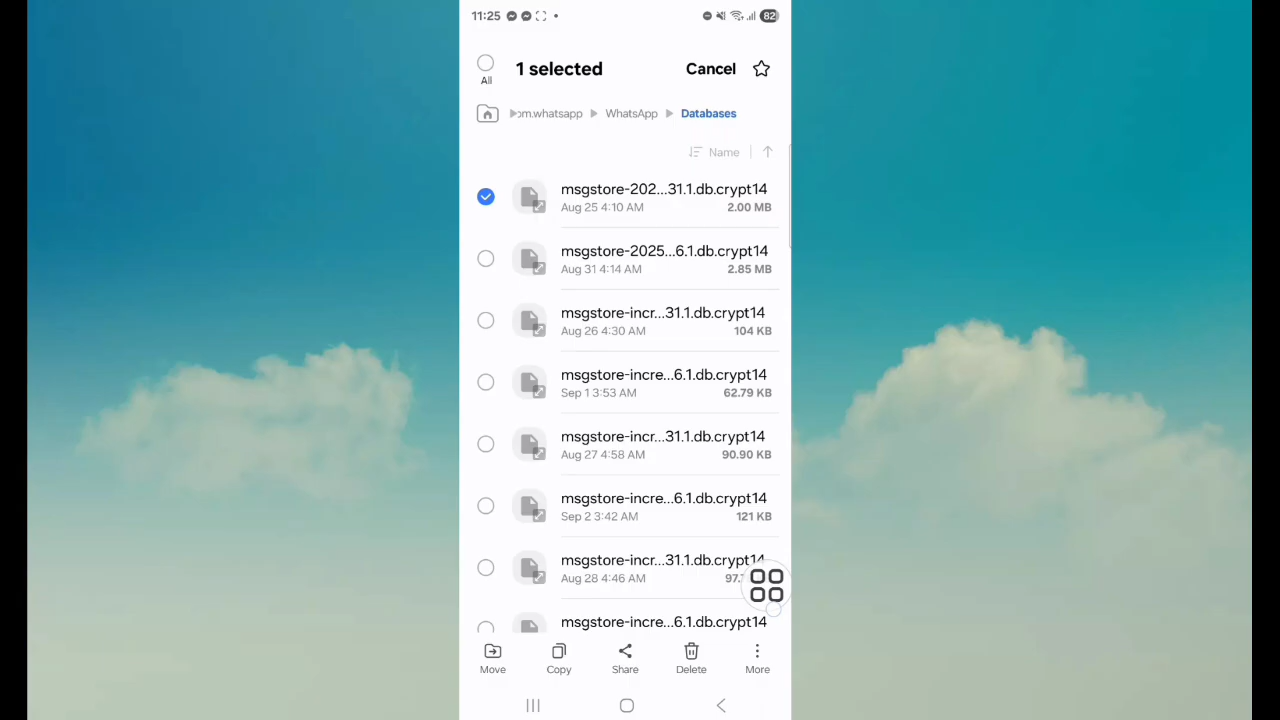 11:25
82
All
1 selected
Cancel
om.whatsapp
WhatsApp
Databases
Name
msgstore-202...31.1.db.crypt14
Aug 25 4:10 AM
2.00 MB
msgstore-2025...6.1.db.crypt14
Aug 31 4:14 AM
2.85 MB
msgstore-incr...31.1.db.crypt14
Aug 26 4:30 AM
104 KB
msgstore-incre...6.1.db.crypt14
Sep 1 3:53 AM
62.79 KB
msgstore-incr...31.1.db.crypt14
Aug 27 4:58 AM
90.90 KB
msgstore-incre...6.1.db.crypt14
Sep 2 3:42 AM
121 KB
msgstore-incr...31.1.db.crypt14
Aug 28 4:46 AM
97.
msgstore-incre...6.1.db.crypt14
Move
Copy
Share
Delete
More